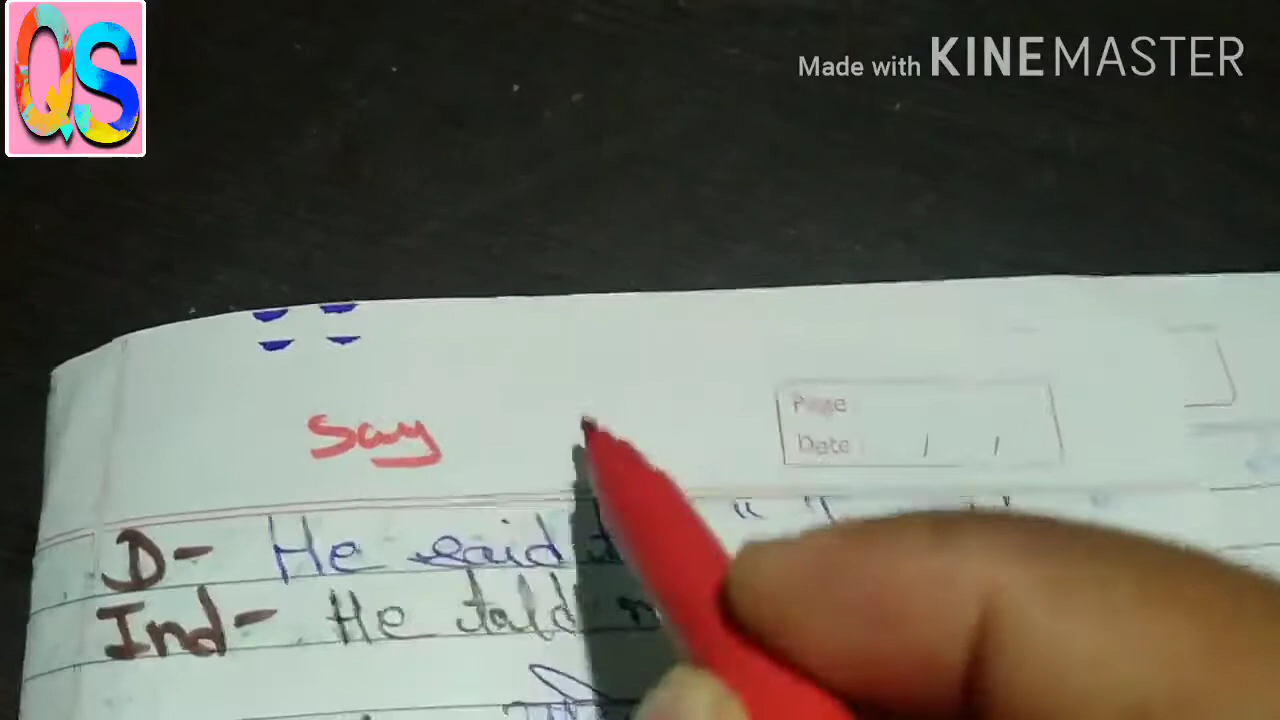 QS
Made with KINEMASTER
Say
Page
Date / /
D- He said
Ind- He told